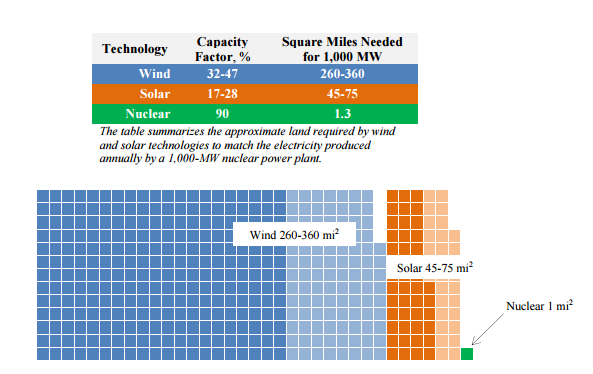 Technology Capacity Factor, % Square Miles Needed for 1,000 MW
Wind 32-47 260-360
Solar 17-28 45-75
Nuclear 90 1.3
The table summarizes the approximate land required by wind
and solar technologies to match the electricity produced
annually by a 1,000-MW nuclear power plant.
Wind 260-360 mi²
Solar 45-75 mi²
Nuclear 1 mi²